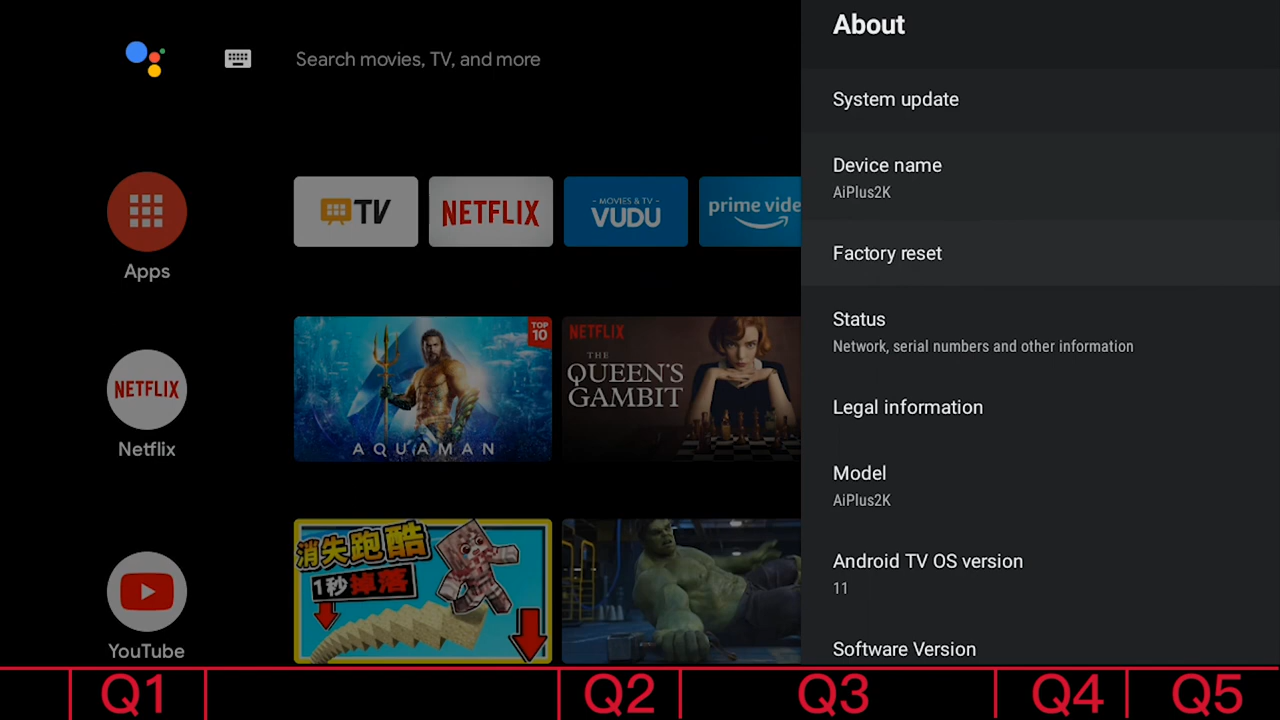 About
Search movies, TV, and more
System update
Device name
AiPlus2K
TV
NETFLIX
- MOVIES & TV -
VUDU
prime vide
Factory reset
Apps
Status
Network, serial numbers and other information
TOP
10
NETFLIX
THE
QUEEN'S
GAMBIT
AQUAMAN
NETFLIX
Netflix
Legal information
Model
AiPlus2K
消失跑酷
1秒掉落
Android TV OS version
11
YouTube
Software Version
Q1 Q2 Q3 Q4 Q5